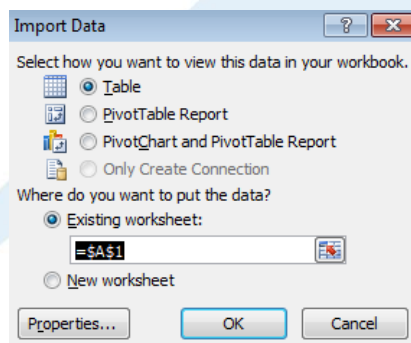 Import Data
Select how you want to view this data in your workbook.
Table
PivotTable Report
PivotChart and PivotTable Report
Only Create Connection
Where do you want to put the data?
Existing worksheet:
=$A$1
New worksheet
Properties... OK Cancel